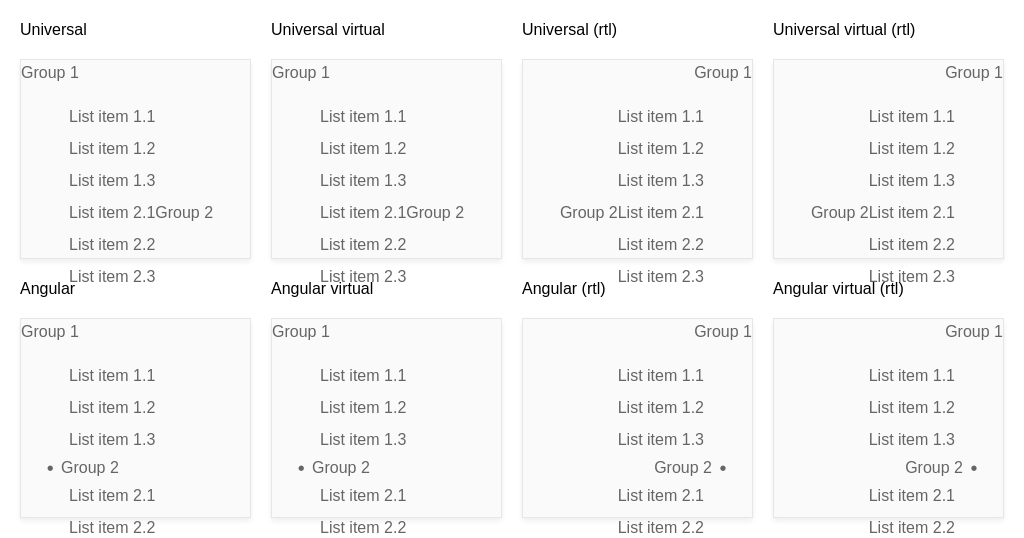 Universal
Universal virtual
Universal (rtl)
Universal virtual (rtl)
Group 1
Group 1
Group 1
Group 1
List item 1.1
List item 1.1
List item 1.1
List item 1.1
List item 1.2
List item 1.2
List item 1.2
List item 1.2
List item 1.3
List item 1.3
List item 1.3
List item 1.3
List item 2.1Group 2
List item 2.1Group 2
Group 2List item 2.1
Group 2List item 2.1
List item 2.2
List item 2.2
List item 2.2
List item 2.2
List item 2.3
List item 2.3
List item 2.3
List item 2.3
Angular
Angular virtual
Angular (rtl)
Angular virtual (rtl)
Group 1
Group 1
Group 1
Group 1
List item 1.1
List item 1.1
List item 1.1
List item 1.1
List item 1.2
List item 1.2
List item 1.2
List item 1.2
List item 1.3
List item 1.3
List item 1.3
List item 1.3
• Group 2
• Group 2
Group 2 •
Group 2 •
List item 2.1
List item 2.1
List item 2.1
List item 2.1
List item 2.2
List item 2.2
List item 2.2
List item 2.2